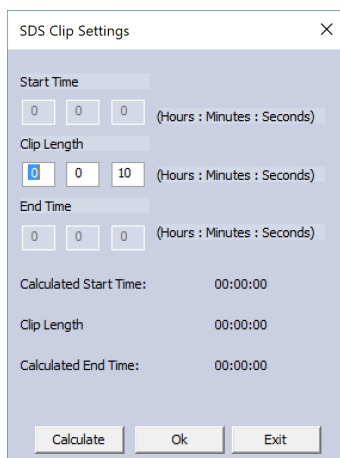 SDS Clip Settings
Start Time
0 0 0 (Hours : Minutes : Seconds)
Clip Length
0 0 10 (Hours : Minutes : Seconds)
End Time
0 0 0 (Hours : Minutes : Seconds)
Calculated Start Time: 00:00:00
Clip Length 00:00:00
Calculated End Time: 00:00:00
Calculate Ok Exit